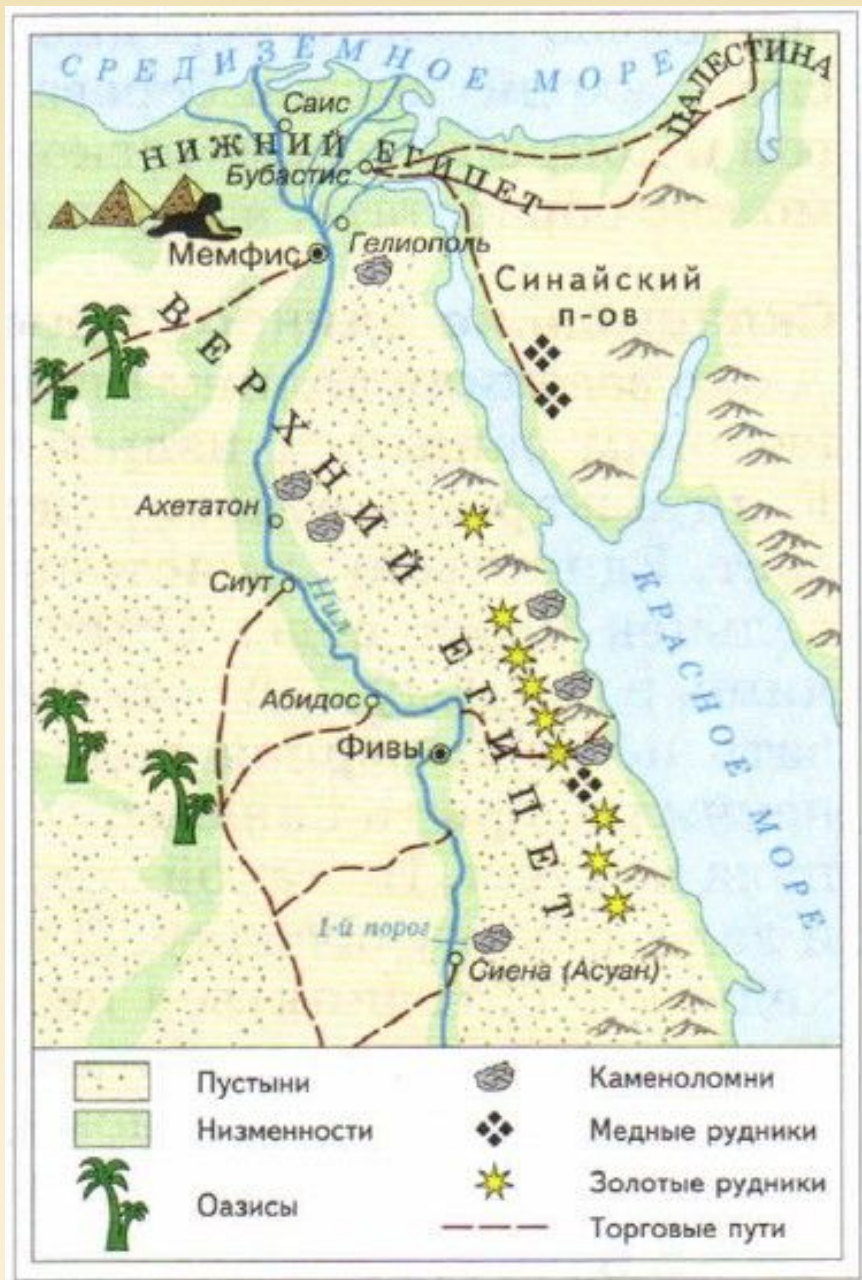 СРЕДИЗЕМНОЕ МОРЕ
ПАЛЕСТИНА
Саис
НИЖНИЙ ЕГИПЕТ
Бубастис
Гелиополь
Мемфис
Синайский
п-ов
ВЕРХНИЙ ЕГИПЕТ
Ахетатон
Сиут
Нил
КРАСНОЕ МОРЕ
Абидос
Фивы
1-й порог
Сиена (Асуан)
Пустыни
Каменоломни
Низменности
Медные рудники
Оазисы
Золотые рудники
Торговые пути